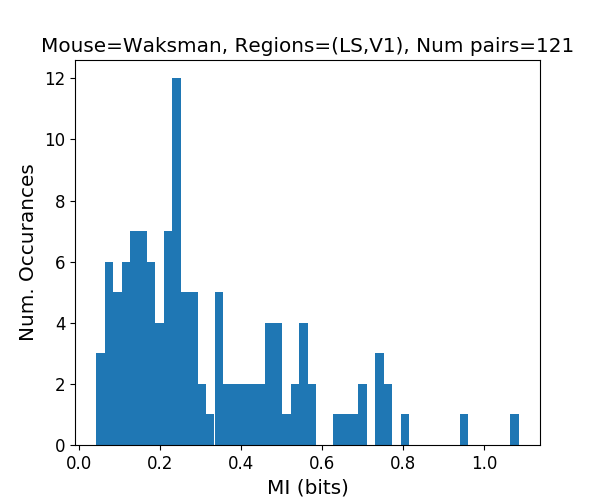 Mouse=Waksman, Regions=(LS,V1), Num pairs=121
12
10
8
6
4
2
0
Num. Occurances
0.0 0.2 0.4 0.6 0.8 1.0
MI (bits)